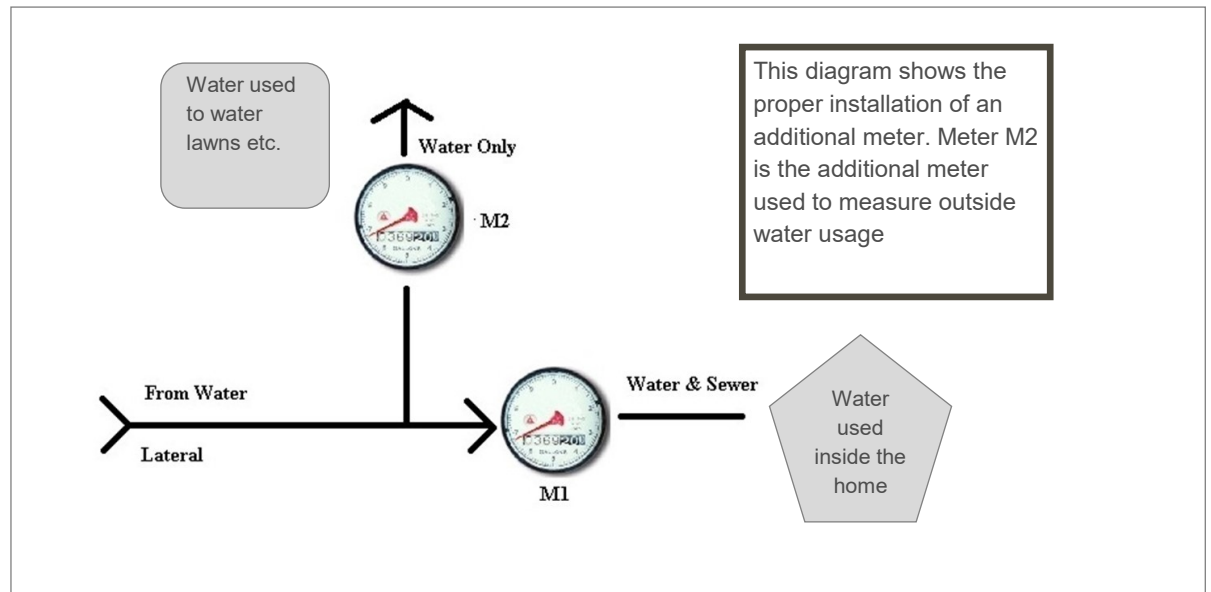 Water used
to water
lawns etc.
This diagram shows the
proper installation of an
additional meter. Meter M2
is the additional meter
used to measure outside
water usage
Water Only
M2
From Water
Lateral
Water & Sewer
M1
Water
used
inside the
home